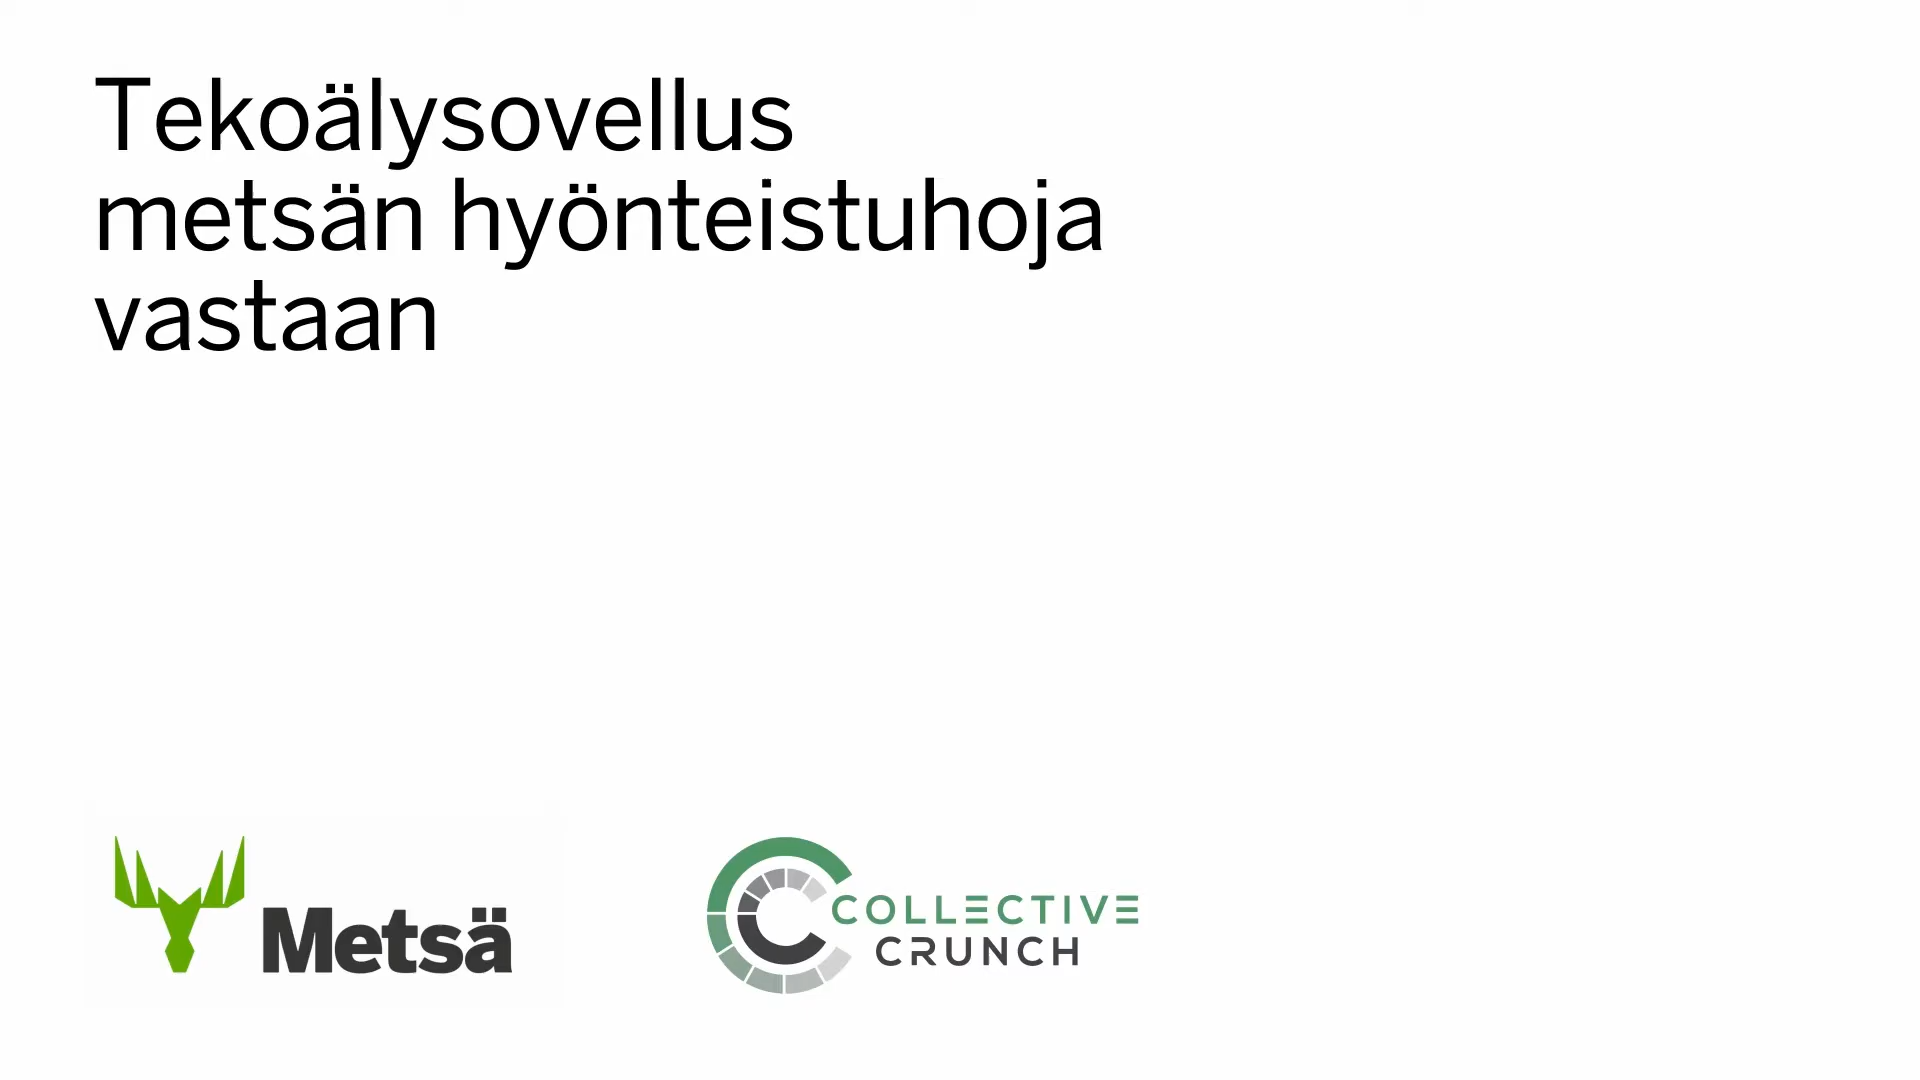 Tekoälysovellus
metsän hyönteistuhoja
vastaan
Metsä
COLLECTIVE
CRUNCH